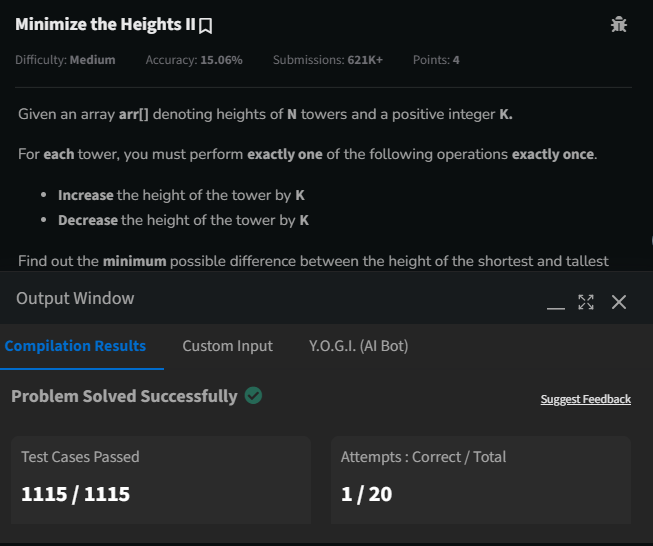 Minimize the Heights II
Difficulty: Medium Accuracy: 15.06% Submissions: 621K+ Points: 4
Given an array arr[] denoting heights of N towers and a positive integer K.
For each tower, you must perform exactly one of the following operations exactly once.
• Increase the height of the tower by K
• Decrease the height of the tower by K
Find out the minimum possible difference between the height of the shortest and tallest
Output Window
Compilation Results Custom Input Y.O.G.I. (AI Bot)
Problem Solved Successfully
Suggest Feedback
Test Cases Passed Attempts : Correct / Total
1115 / 1115 1 / 20